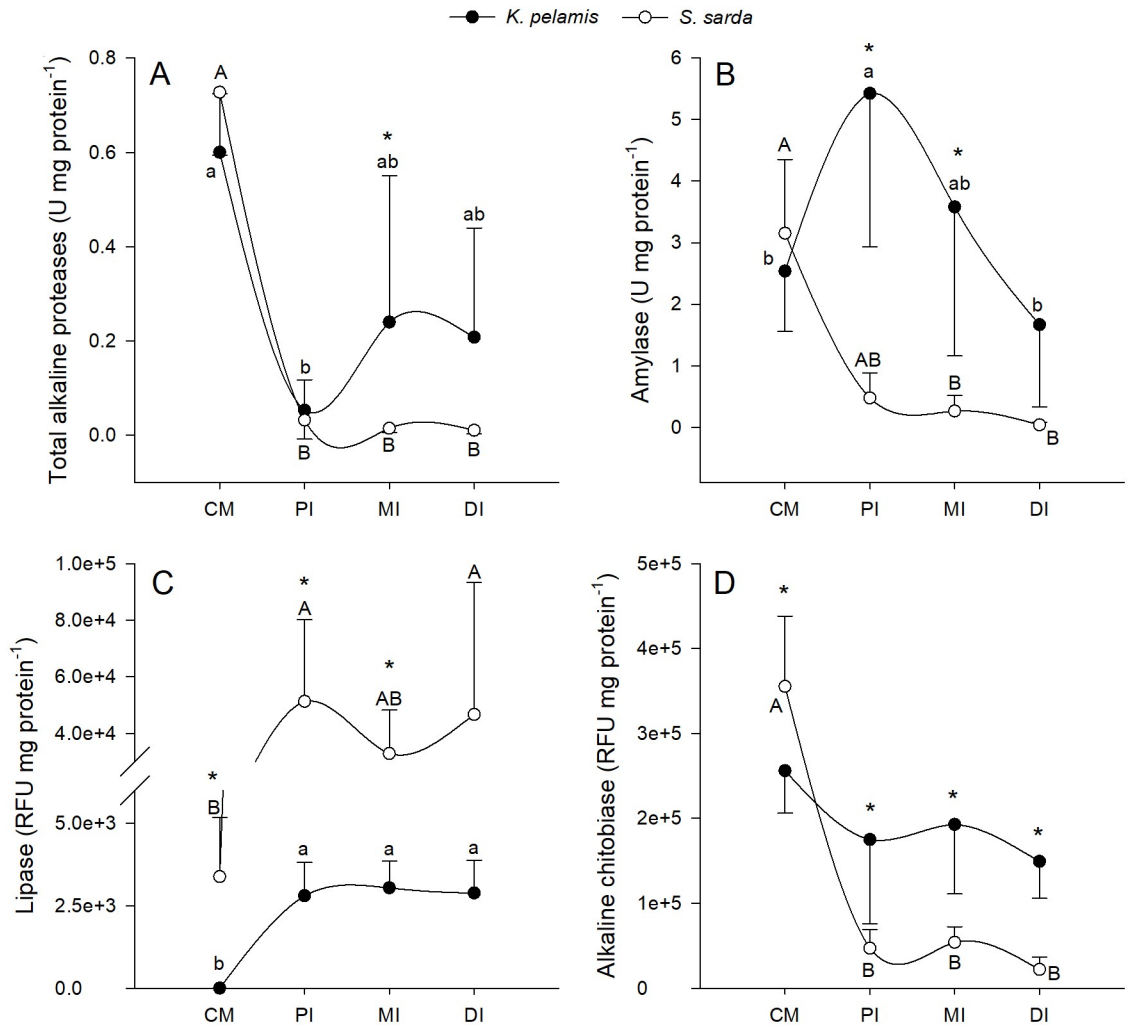 K. pelamis S. sarda
A
Total alkaline proteases (U mg protein⁻¹)
0.8
0.6
0.4
0.2
0.0
A
a
b
B
*
ab
B
ab
B
CM PI MI DI
B
Amylase (U mg protein⁻¹)
6
5
4
3
2
1
0
A
b
*
a
AB
*
ab
B
b
B
CM PI MI DI
C
Lipase (RFU mg protein⁻¹)
1.0e+5
8.0e+4
6.0e+4
4.0e+4
5.0e+3
2.5e+3
0.0
*
B
b
*
A
a
*
AB
a
A
a
CM PI MI DI
D
Alkaline chitobiase (RFU mg protein⁻¹)
5e+5
4e+5
3e+5
2e+5
1e+5
0
*
A
*
B
*
B
*
B
CM PI MI DI